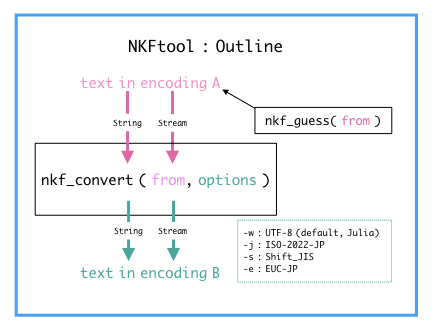 NKFtool : Outline
text in encoding A
String Stream
nkf_guess( from )
nkf_convert ( from, options )
String Stream
-w : UTF-8 (default, Julia)
-j : ISO-2022-JP
-s : Shift_JIS
-e : EUC-JP
text in encoding B